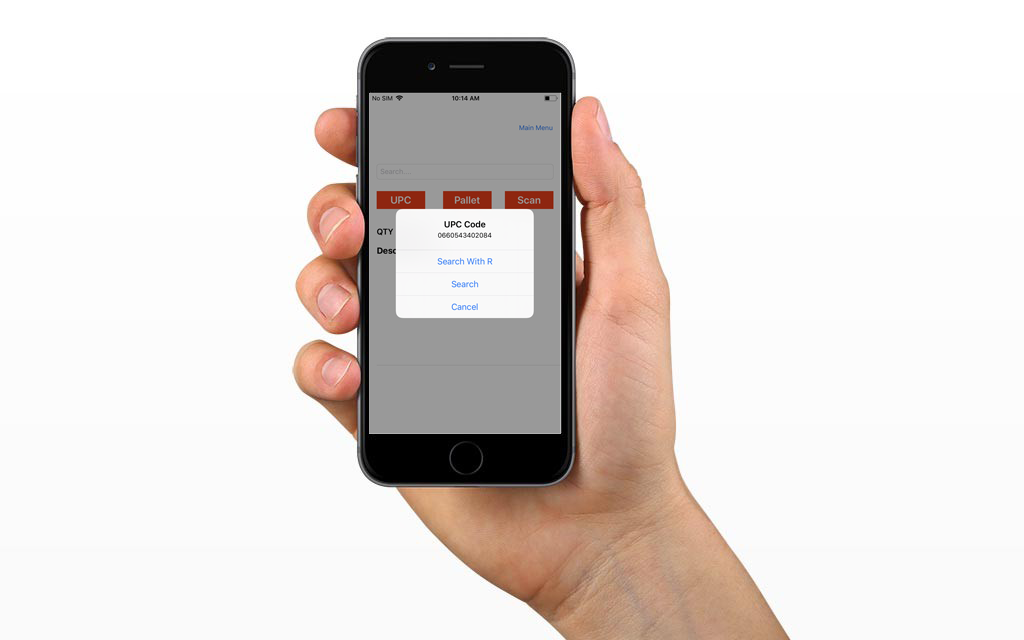 No SIM 10:14 AM
Main Menu
Search....
UPC Pallet Scan
UPC Code
0660543402084
QTY
Desc
Search With R
Search
Cancel